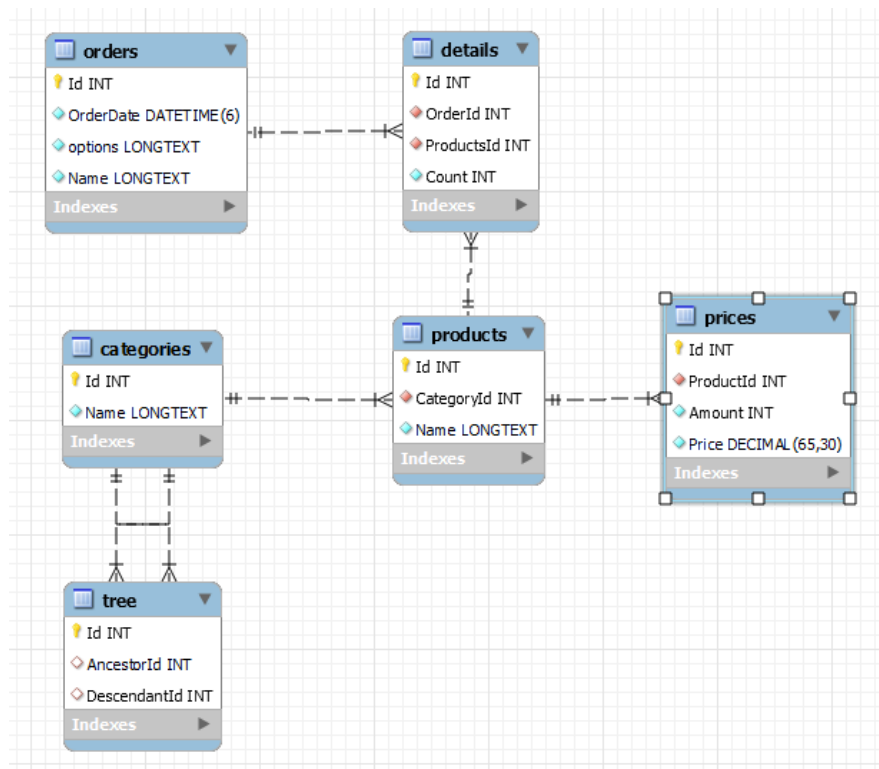 orders
Id INT
OrderDate DATETIME(6)
options LONGTEXT
Name LONGTEXT
Indexes
details
Id INT
OrderId INT
ProductsId INT
Count INT
Indexes
categories
Id INT
Name LONGTEXT
Indexes
products
Id INT
CategoryId INT
Name LONGTEXT
Indexes
prices
Id INT
ProductId INT
Amount INT
Price DECIMAL(65,30)
Indexes
tree
Id INT
AncestorId INT
DescendantId INT
Indexes